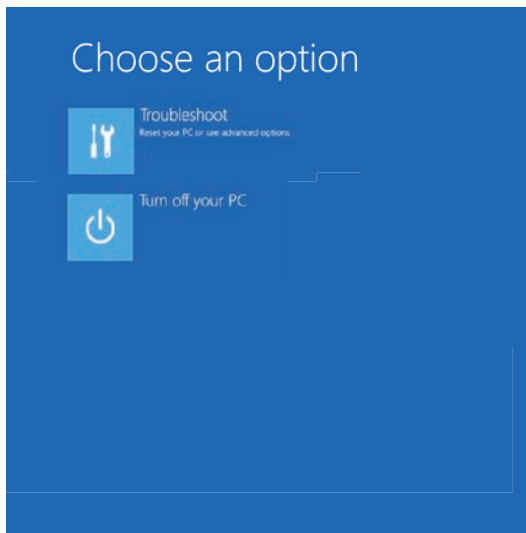 Choose an option
Troubleshoot
Reset your PC or see advanced options
Turn off your PC